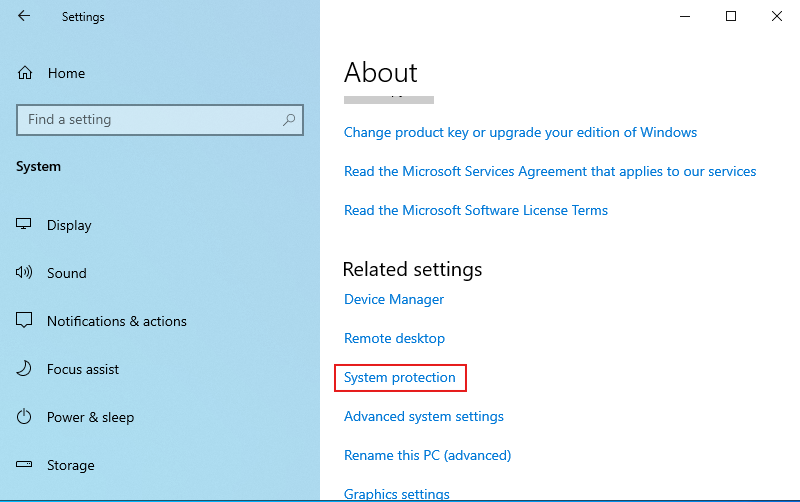 Settings
Home
Find a setting
System
Display
Sound
Notifications & actions
Focus assist
Power & sleep
Storage
About
Change product key or upgrade your edition of Windows
Read the Microsoft Services Agreement that applies to our services
Read the Microsoft Software License Terms
Related settings
Device Manager
Remote desktop
System protection
Advanced system settings
Rename this PC (advanced)
Graphics settings